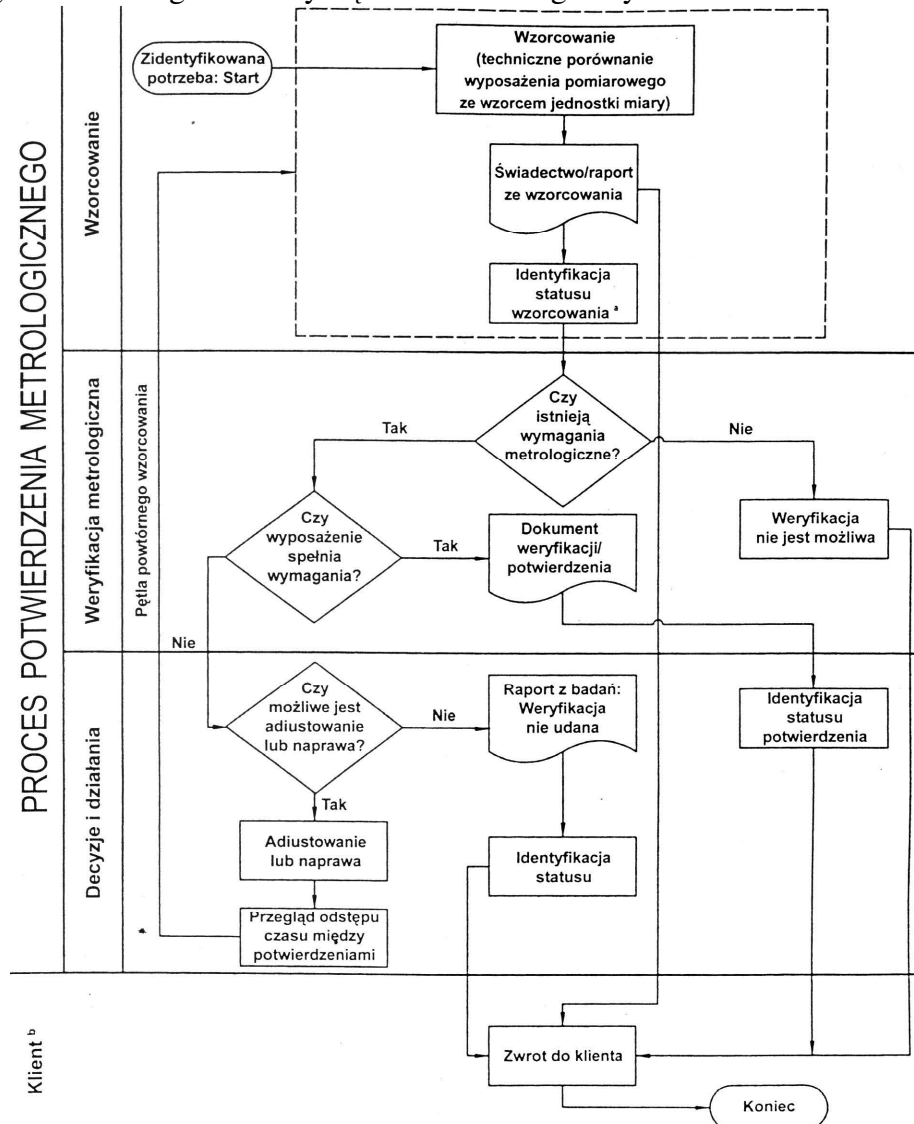 PROCES POTWIERDZENIA METROLOGICZNEGO
Wzorcowanie
Zidentyfikowana
potrzeba: Start
Wzorcowanie
(techniczne porównanie
wyposażenia pomiarowego
ze wzorcem jednostki miary)
Świadectwo/raport
ze wzorcowania
Identyfikacja
statusu
wzorcowania ᵃ
Weryfikacja metrologiczna
Pętla powtórnego wzorcowania
Czy
istnieją
wymagania
metrologiczne?
Tak
Nie
Czy
wyposażenie
spełnia
wymagania?
Tak
Dokument
weryfikacji/
potwierdzenia
Weryfikacja
nie jest możliwa
Nie
Decyzje i działania
Czy
możliwe jest
adiustowanie
lub naprawa?
Nie
Raport z badań:
Weryfikacja
nie udana
Identyfikacja
statusu
potwierdzenia
Tak
Adiustowanie
lub naprawa
Identyfikacja
statusu
Przegląd odstępu
czasu między
potwierdzeniami
Klient ᵇ
Zwrot do klienta
Koniec